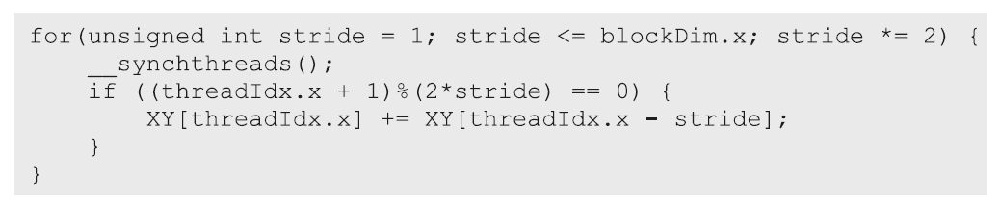 for(unsigned int stride = 1; stride <= blockDim.x; stride *= 2) {
    __synchthreads();
    if ((threadIdx.x + 1)%(2*stride) == 0) {
        XY[threadIdx.x] += XY[threadIdx.x - stride];
    }
}